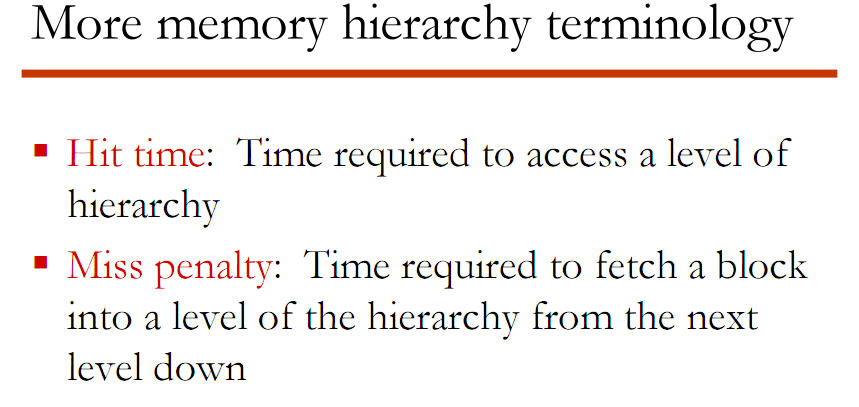 More memory hierarchy terminology
▪ Hit time:  Time required to access a level of
hierarchy
▪ Miss penalty:  Time required to fetch a block
into a level of the hierarchy from the next
level down